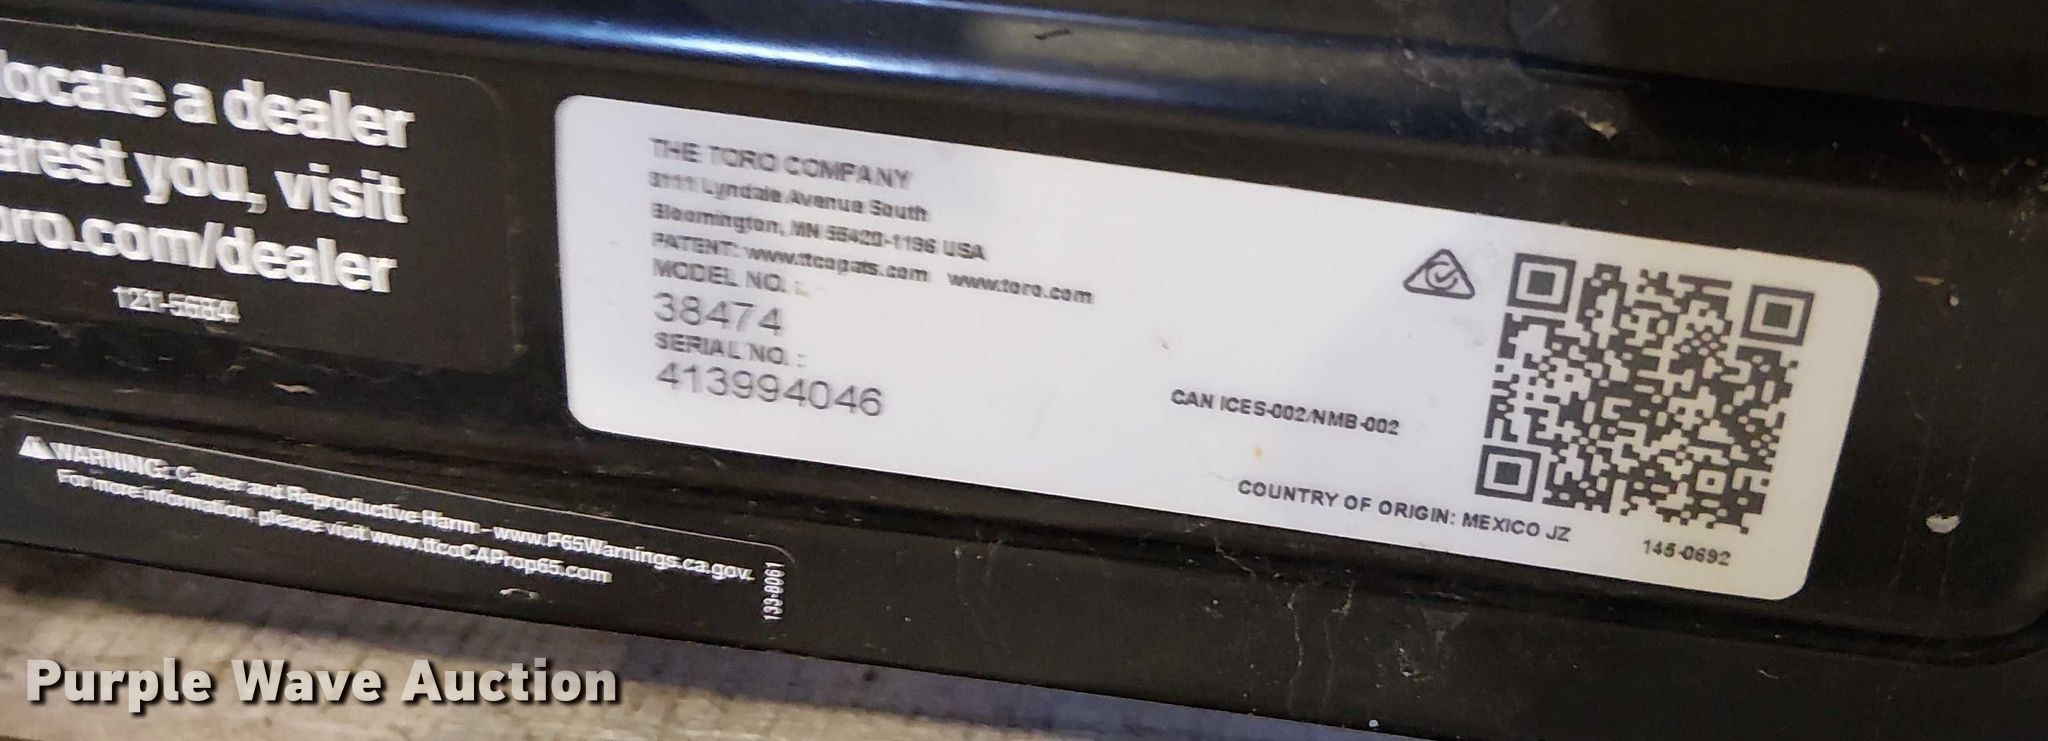 locate a dealer
arest you, visit
oro.com/dealer
121-5684
THE TORO COMPANY
8111 Lyndale Avenue South
Bloomington, MN 55420-1196 USA
PATENT: www.ttcopats.com www.toro.com
MODEL NO. :
38474
SERIAL NO. :
413994046
CAN ICES-002/NMB-002
COUNTRY OF ORIGIN: MEXICO JZ
145-0692
WARNING: Cancer and Reproductive Harm - www.P65Warnings.ca.gov.
For more information, please visit www.ttcoCAProp65.com
133-8061
Purple Wave Auction